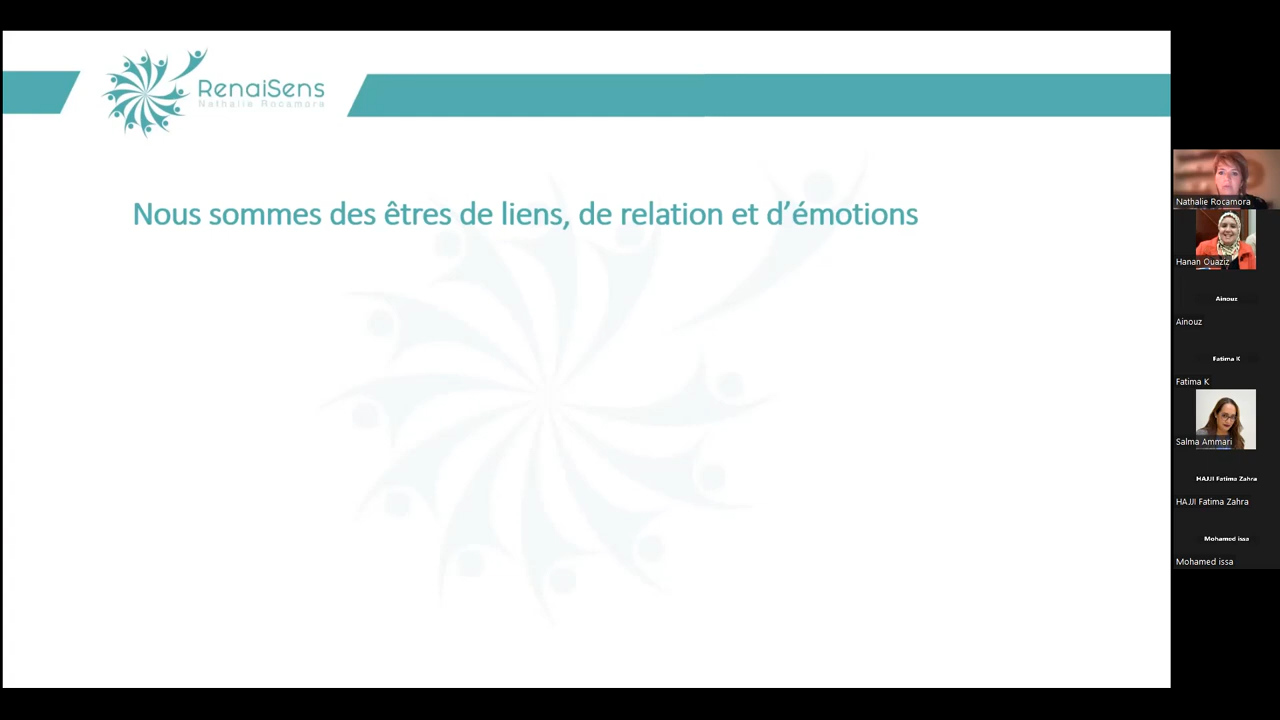 RenaiSens
Nathalie Rocamora
Nous sommes des êtres de liens, de relation et d’émotions
Nathalie Rocamora
Hanan Ouaziz
Ainouz
Ainouz
Fatima K
Fatima K
Salma Ammari
HAJJI Fatima Zahra
HAJJI Fatima Zahra
Mohamed issa
Mohamed issa